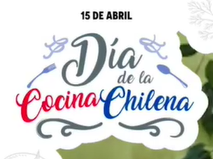 15 DE ABRIL
Día
de la
Cocina Chilena